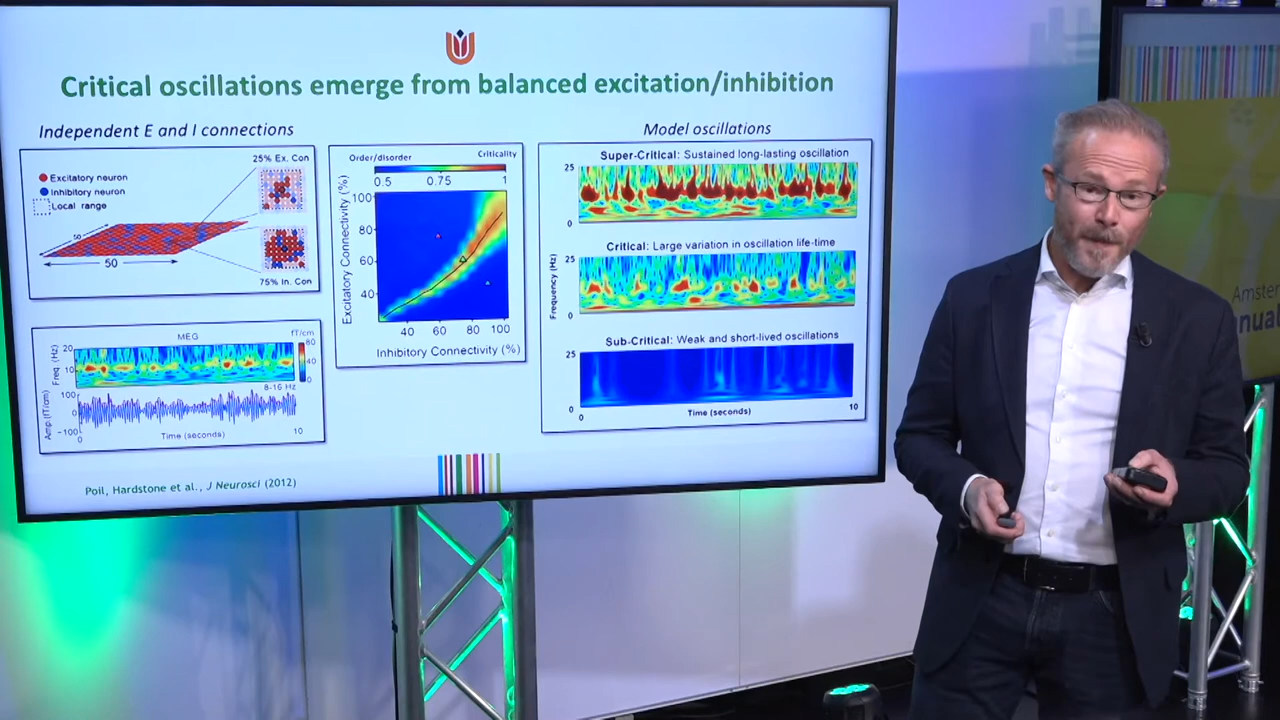 Critical oscillations emerge from balanced excitation/inhibition
Independent E and I connections
Excitatory neuron
Inhibitory neuron
Local range
25% Ex. Con
75% In. Con
50
50
MEG
fT/cm
Freq. (Hz)
20
10
80
40
0
8-16 Hz
Amp.(fT/cm)
100
0
-100
0
Time (seconds)
10
Poil, Hardstone et al., J Neurosci (2012)
Order/disorder
Criticality
0.5
0.75
1
Excitatory Connectivity (%)
100
80
60
40
40
60
80
100
Inhibitory Connectivity (%)
Model oscillations
Super-Critical: Sustained long-lasting oscillation
25
0
Critical: Large variation in oscillation life-time
Frequency (Hz)
25
0
Sub-Critical: Weak and short-lived oscillations
25
0
0
Time (seconds)
10
Amster
nual